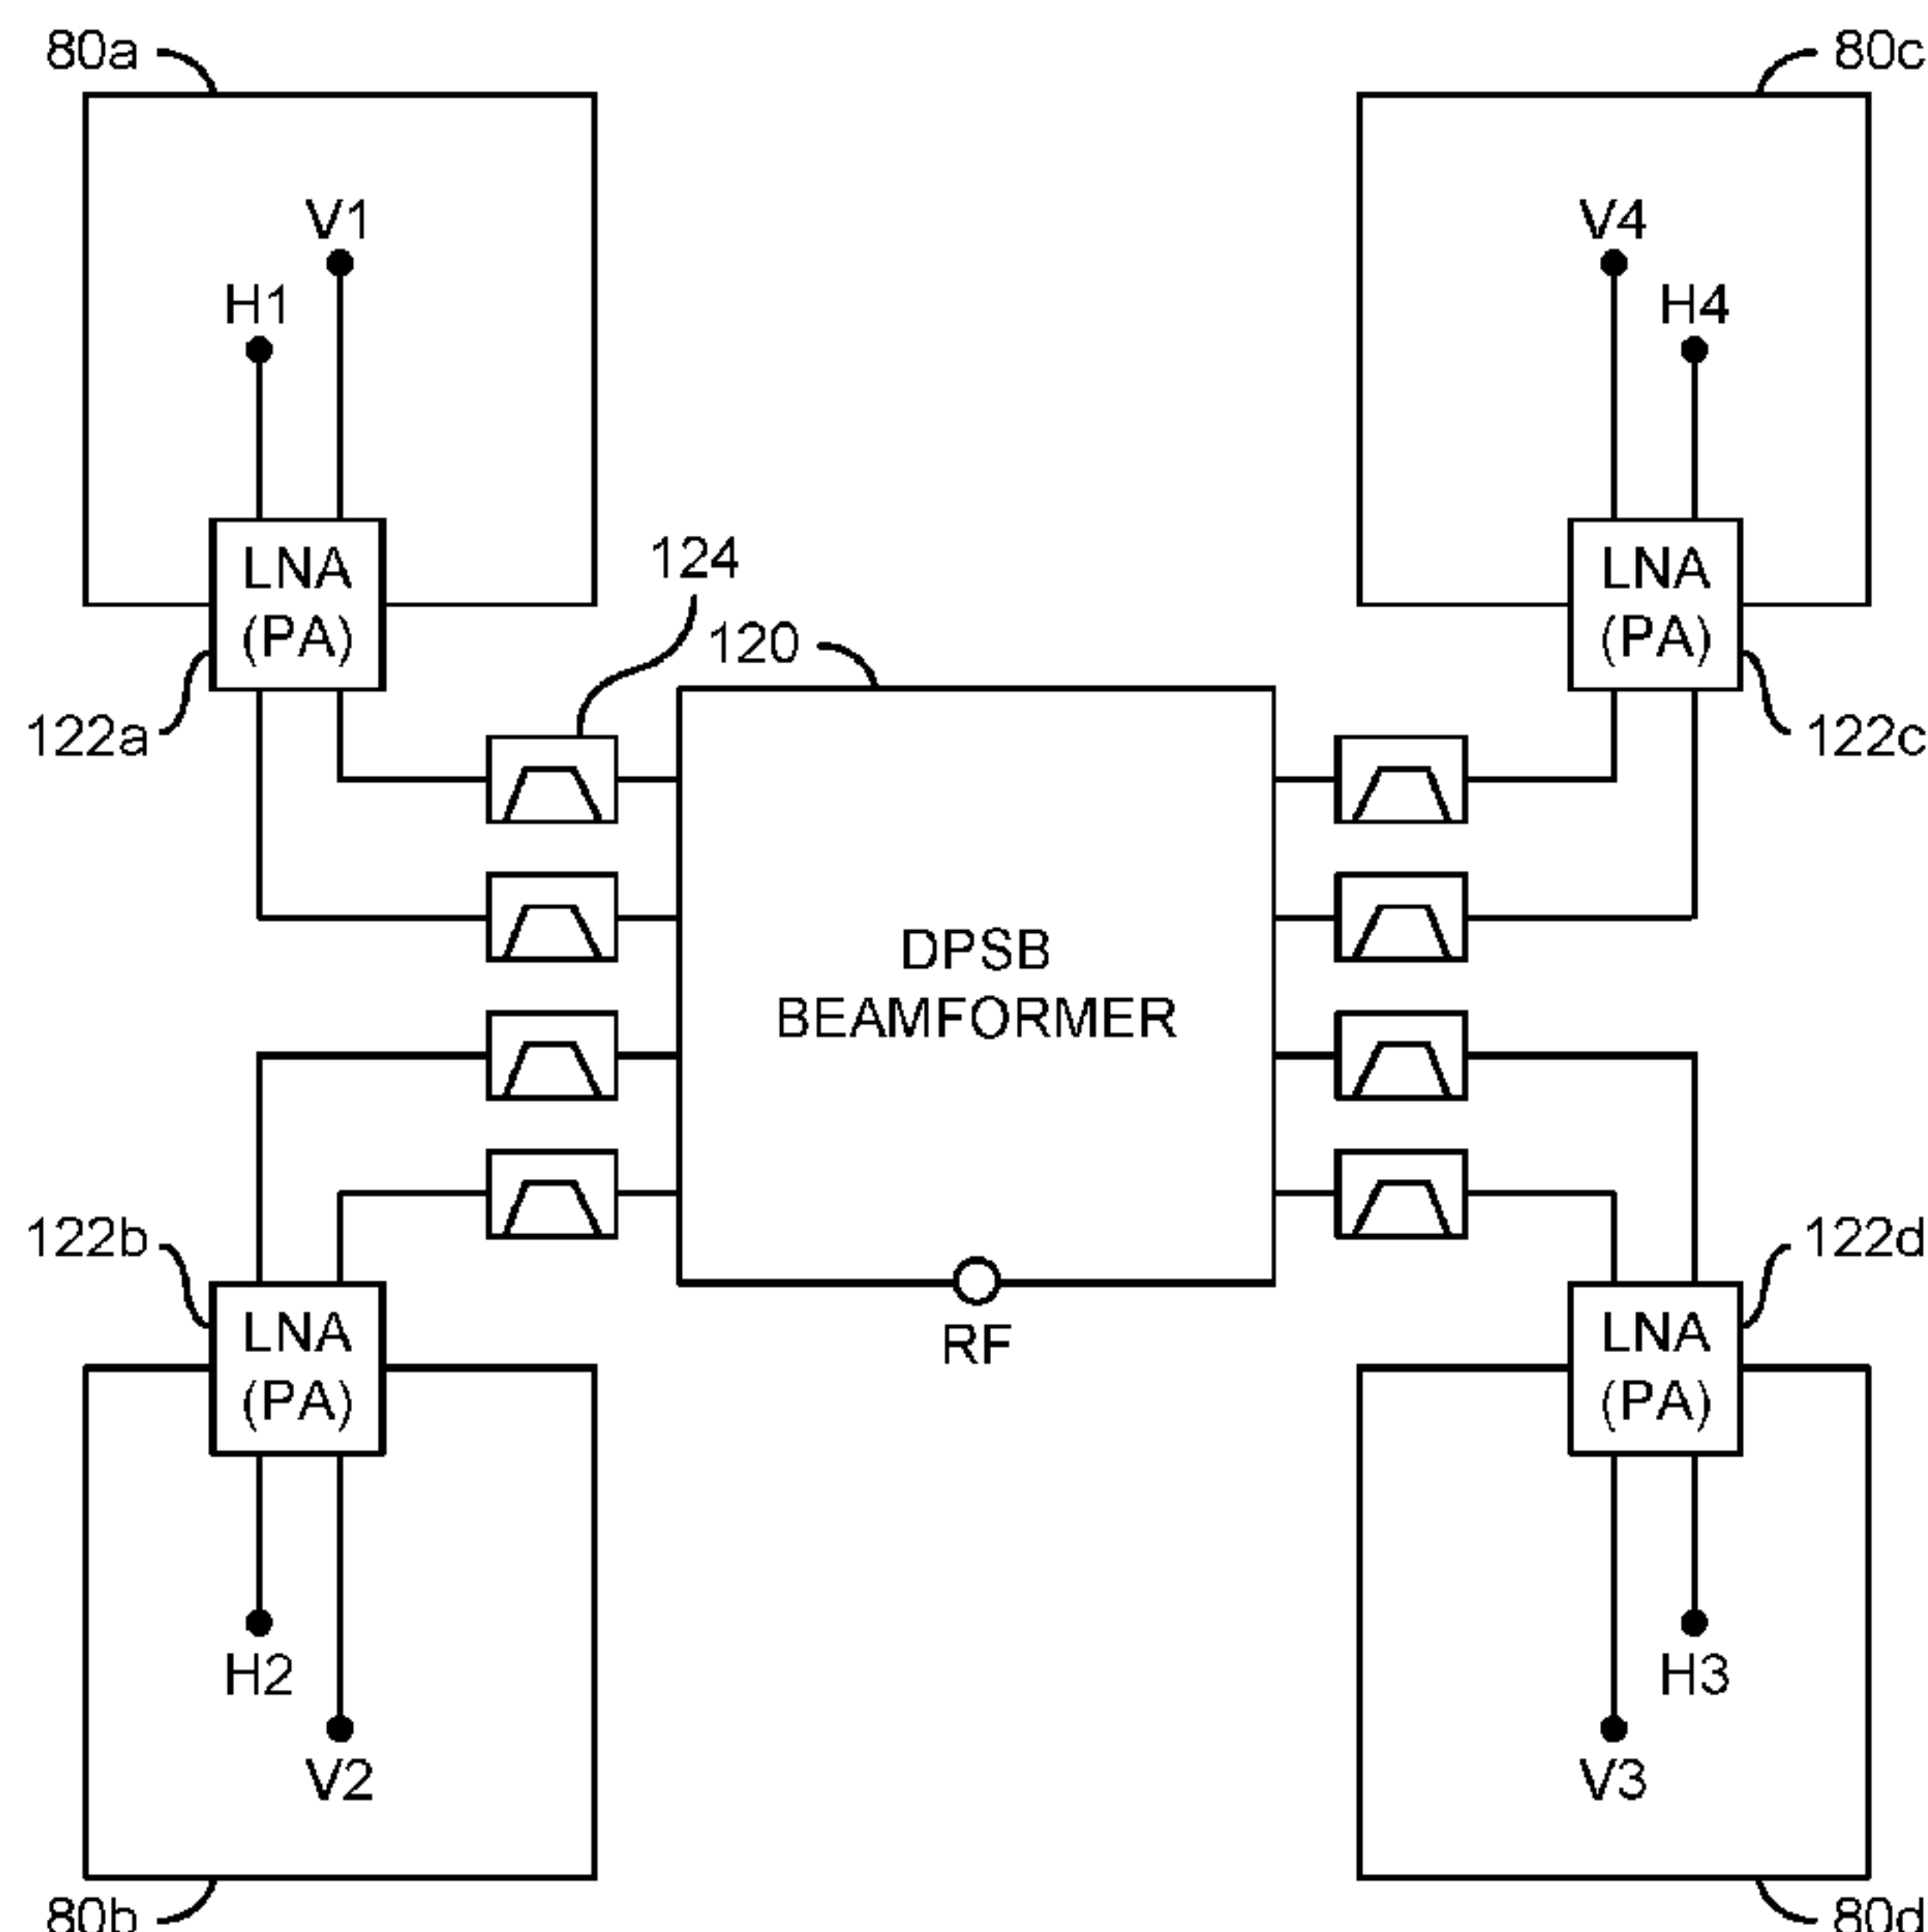 80a
80c
V1
V4
H1
H4
LNA
(PA)
LNA
(PA)
124
120
122a
122c
DPSB
BEAMFORMER
122b
122d
LNA
(PA)
LNA
(PA)
RF
H2
H3
V2
V3
80b
80d